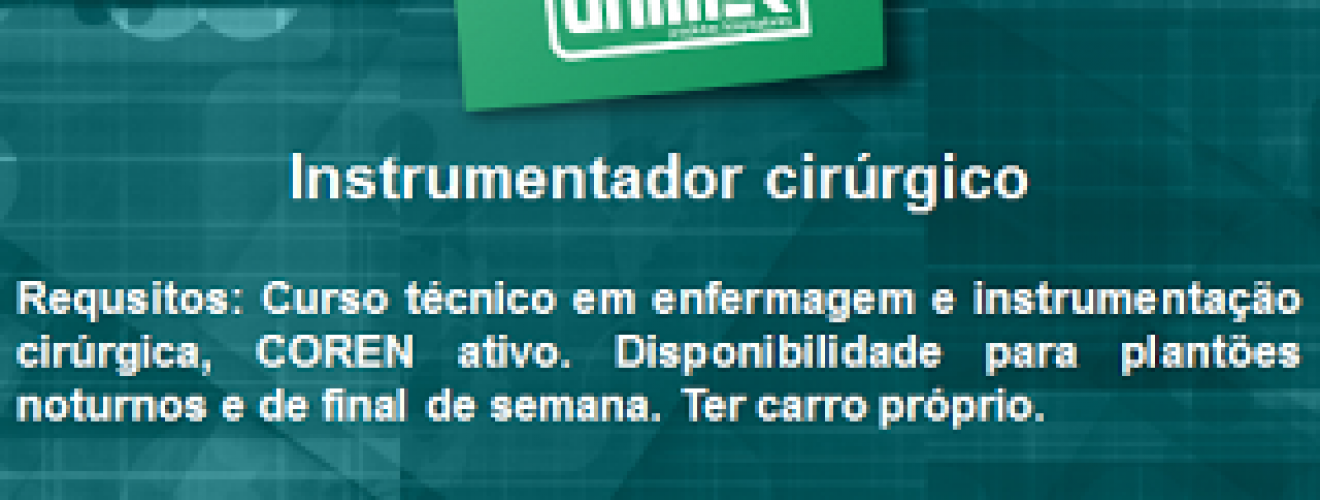 Instrumentador cirúrgico
Requsitos: Curso técnico em enfermagem e instrumentação
cirúrgica, COREN ativo. Disponibilidade para plantões
noturnos e de final de semana. Ter carro próprio.